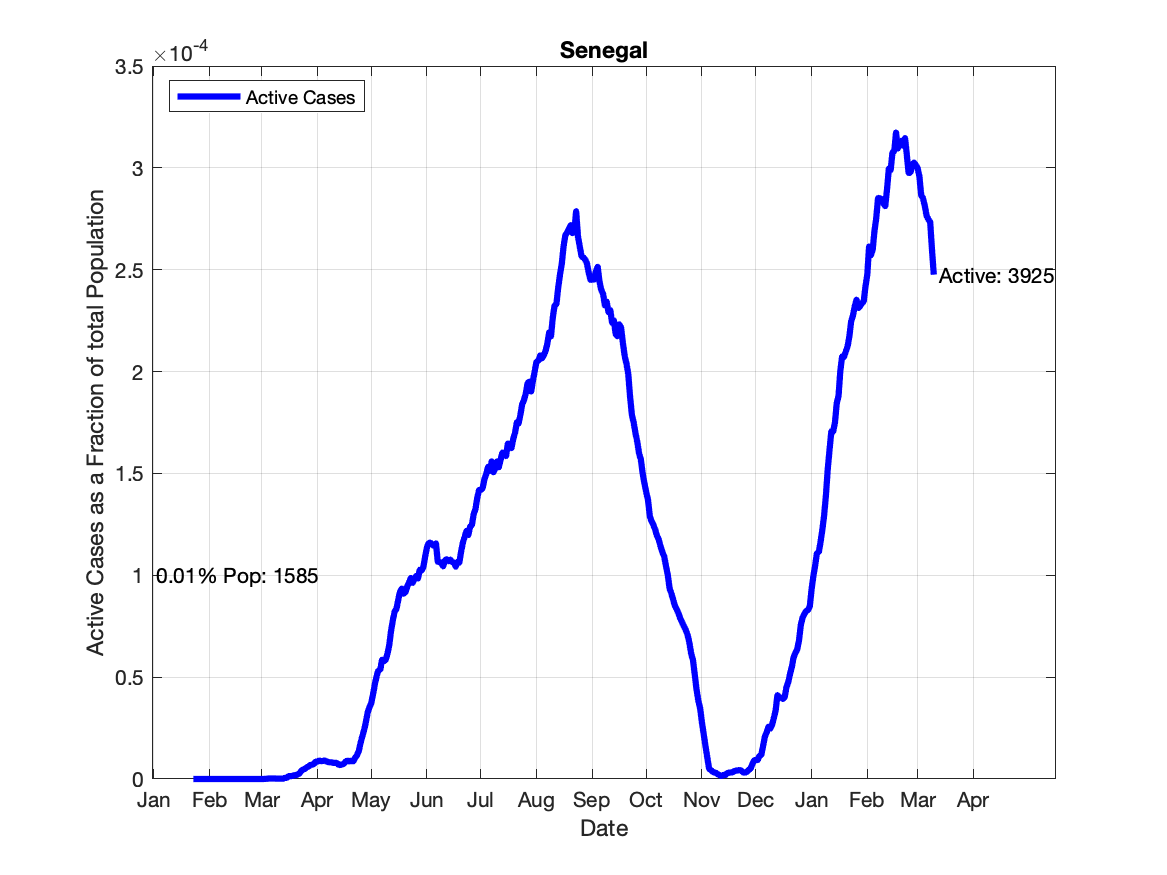 Senegal
×10-4
Active Cases
3.5
3
2.5
2
1.5
1
0.5
0
Active: 3925
0.01% Pop: 1585
Active Cases as a Fraction of total Population
Jan Feb Mar Apr May Jun Jul Aug Sep Oct Nov Dec Jan Feb Mar Apr
Date